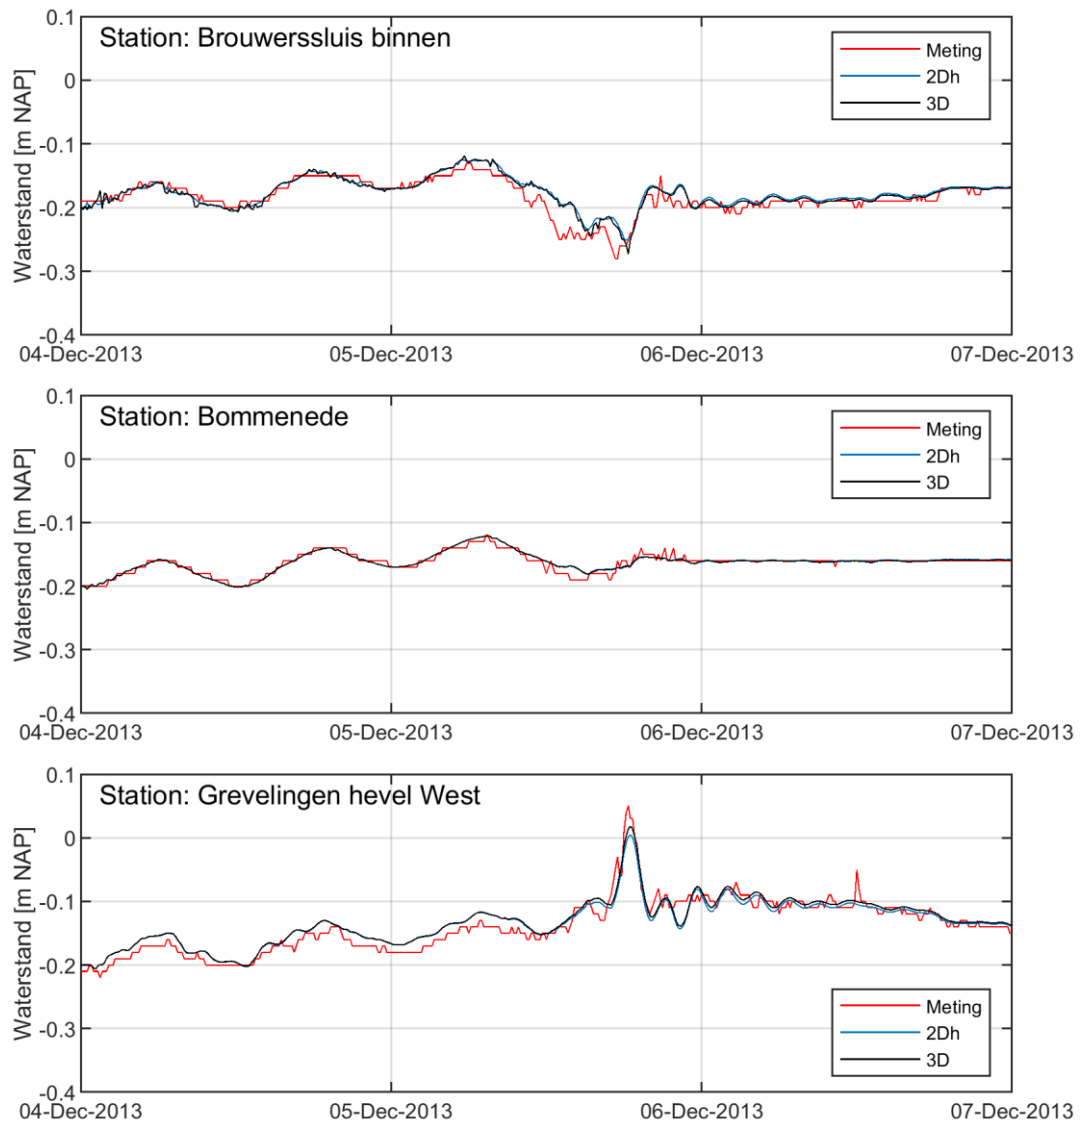 Station: Brouwerssluis binnen
Waterstand [m NAP]
0.1
0
-0.1
-0.2
-0.3
-0.4
Meting
2Dh
3D
04-Dec-2013 05-Dec-2013 06-Dec-2013 07-Dec-2013
Station: Bommenede
Waterstand [m NAP]
0.1
0
-0.1
-0.2
-0.3
-0.4
Meting
2Dh
3D
04-Dec-2013 05-Dec-2013 06-Dec-2013 07-Dec-2013
Station: Grevelingen hevel West
Waterstand [m NAP]
0.1
0
-0.1
-0.2
-0.3
-0.4
Meting
2Dh
3D
04-Dec-2013 05-Dec-2013 06-Dec-2013 07-Dec-2013